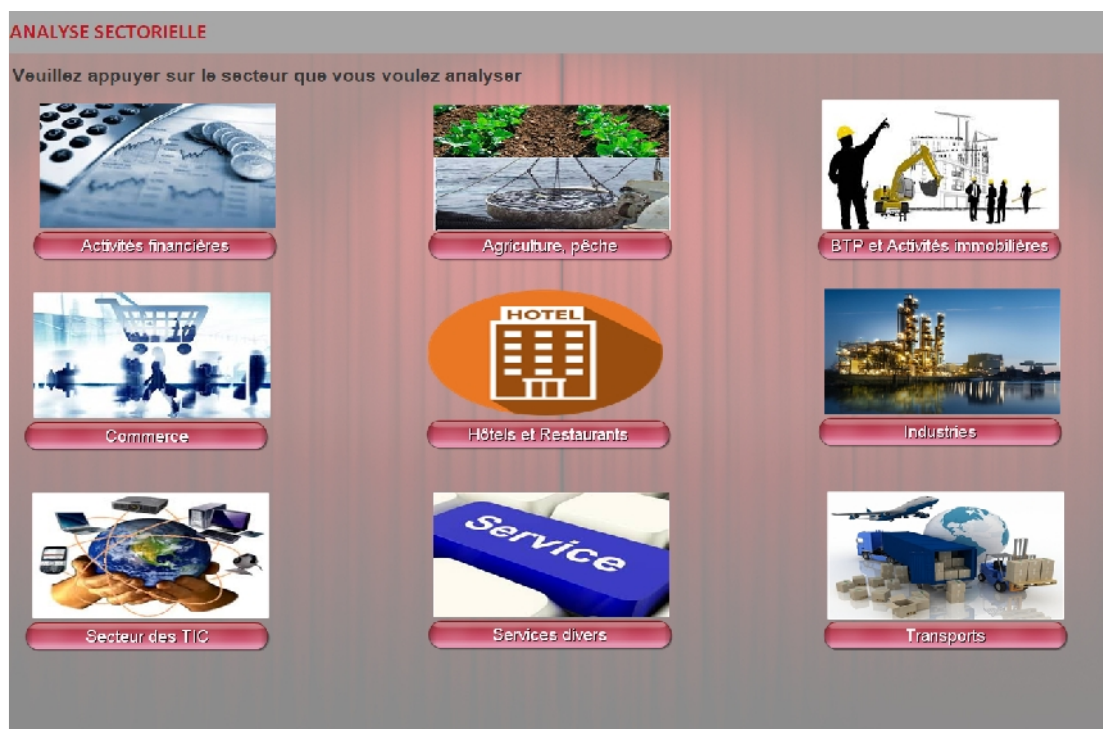 ANALYSE SECTORIELLE
Veuillez appuyer sur le secteur que vous voulez analyser
Activités financières
Agriculture, pêche
BTP et Activités immobilières
HOTEL
Commerce
Hôtels et Restaurants
Industries
Service
Secteur des TIC
Services divers
Transports